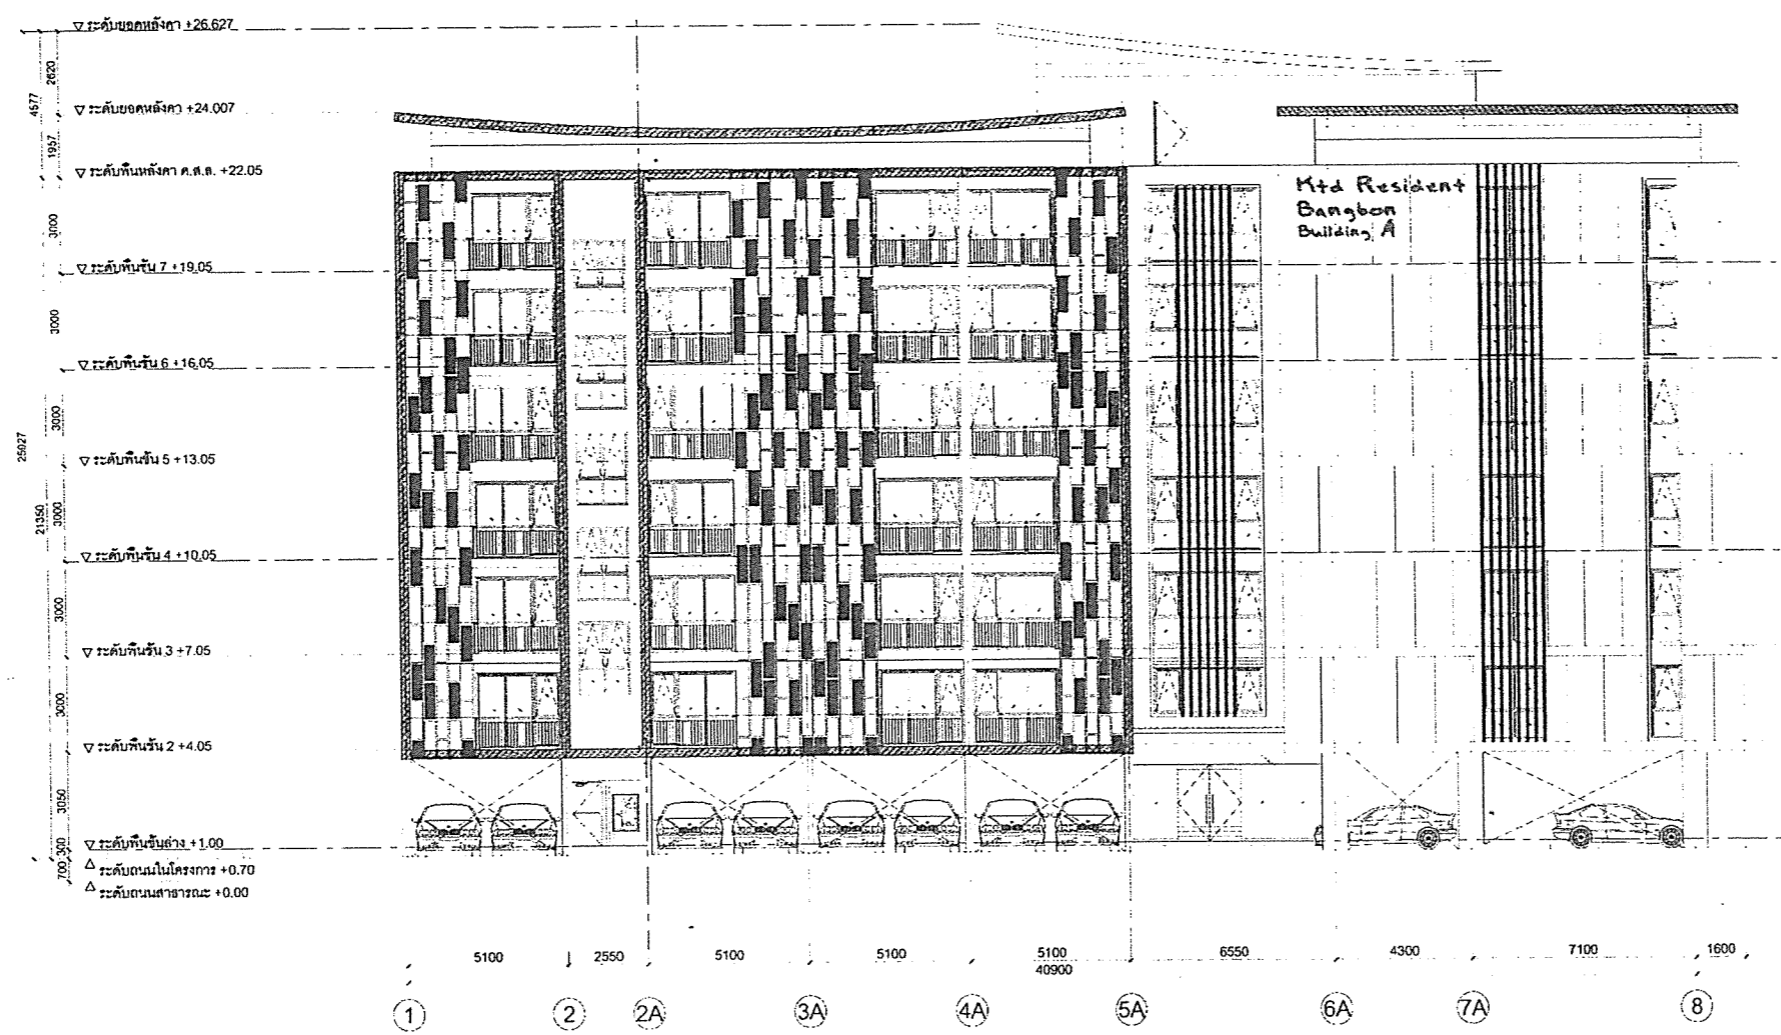 ระดับยอดหลังคา +26.627
ระดับยอดหลังคา +24.007
ระดับพื้นหลังคา ค.ส.ล. +22.05
ระดับพื้นชั้น 7 +19.05
ระดับพื้นชั้น 6 +16.05
ระดับพื้นชั้น 5 +13.05
ระดับพื้นชั้น 4 +10.05
ระดับพื้นชั้น 3 +7.05
ระดับพื้นชั้น 2 +4.05
ระดับพื้นชั้นล่าง +1.00
ระดับถนนในโครงการ +0.70
ระดับถนนสาธารณะ +0.00
2620
4577
1957
3000
3000
3000
25027
21350
3000
3000
3000
3050
300
700
Ktd Resident
Bangbon
Building A
5100 2550 5100 5100 5100 6550 4300 7100 1600
40900
1 2 2A 3A 4A 5A 6A 7A 8